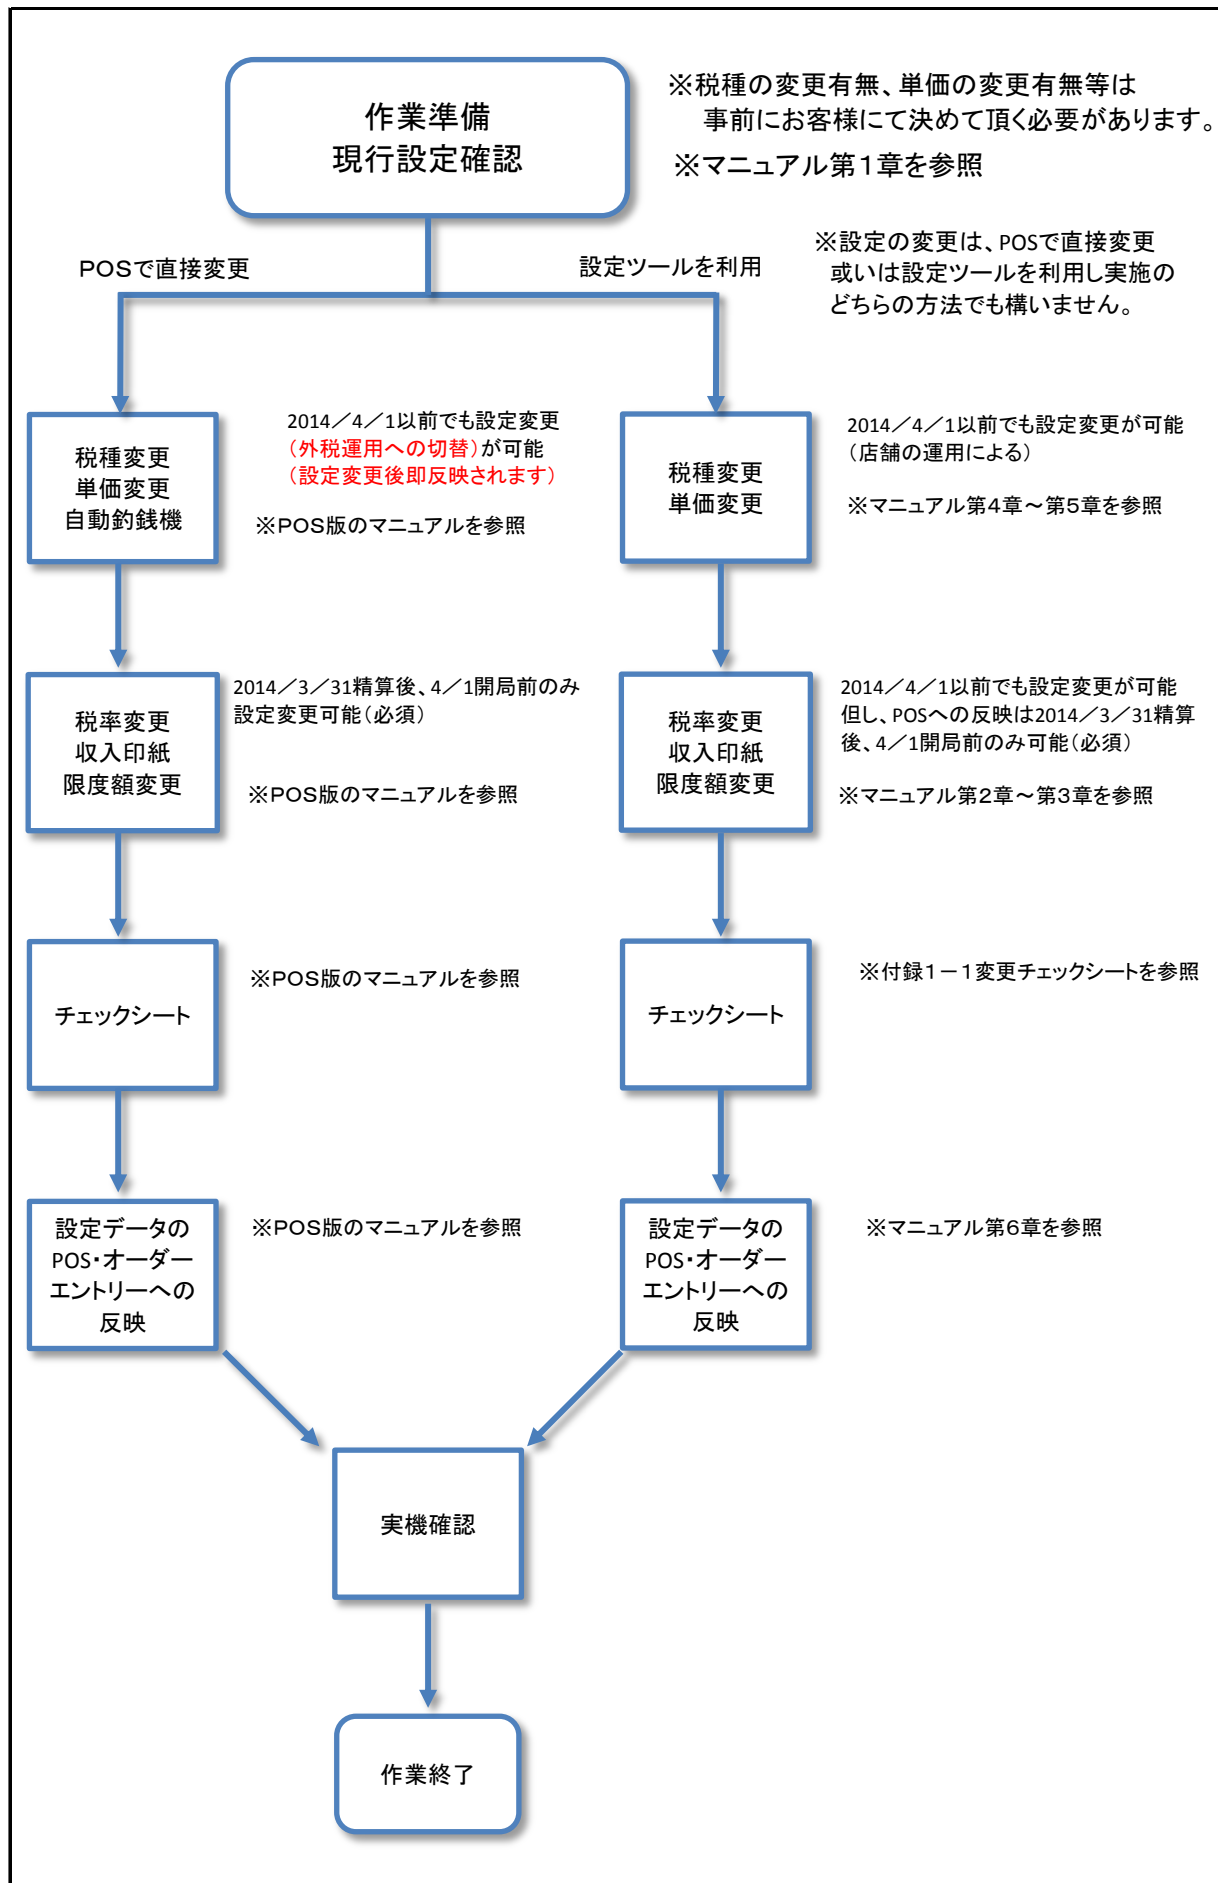 作業準備
現行設定確認
※税種の変更有無、単価の変更有無等は
事前にお客様にて決めて頂く必要があります。
※マニュアル第１章を参照
※設定の変更は、POSで直接変更
或いは設定ツールを利用し実施の
どちらの方法でも構いません。
ＰＯＳで直接変更
設定ツールを利用
税種変更
単価変更
自動釣銭機
2014／4／1以前でも設定変更
（外税運用への切替）が可能
（設定変更後即反映されます）
※ＰＯＳ版のマニュアルを参照
税種変更
単価変更
2014／4／1以前でも設定変更が可能
（店舗の運用による）
※マニュアル第４章～第５章を参照
税率変更
収入印紙
限度額変更
2014／3／31精算後、4／1開局前のみ
設定変更可能（必須）
※ＰＯＳ版のマニュアルを参照
税率変更
収入印紙
限度額変更
2014／4／1以前でも設定変更が可能
但し、POSへの反映は2014／3／31精算
後、4／1開局前のみ可能（必須）
※マニュアル第２章～第３章を参照
チェックシート
※ＰＯＳ版のマニュアルを参照
チェックシート
※付録１－１変更チェックシートを参照
設定データの
POS・オーダー
エントリーへの
反映
※ＰＯＳ版のマニュアルを参照
設定データの
POS・オーダー
エントリーへの
反映
※マニュアル第６章を参照
実機確認
作業終了